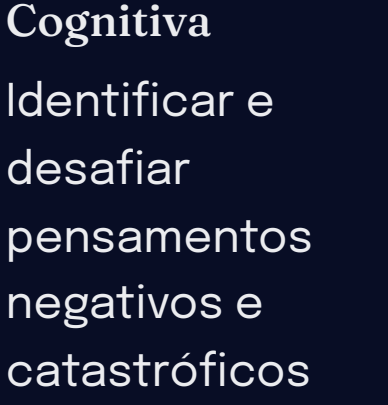 Cognitiva
Identificar e
desafiar
pensamentos
negativos e
catastróficos